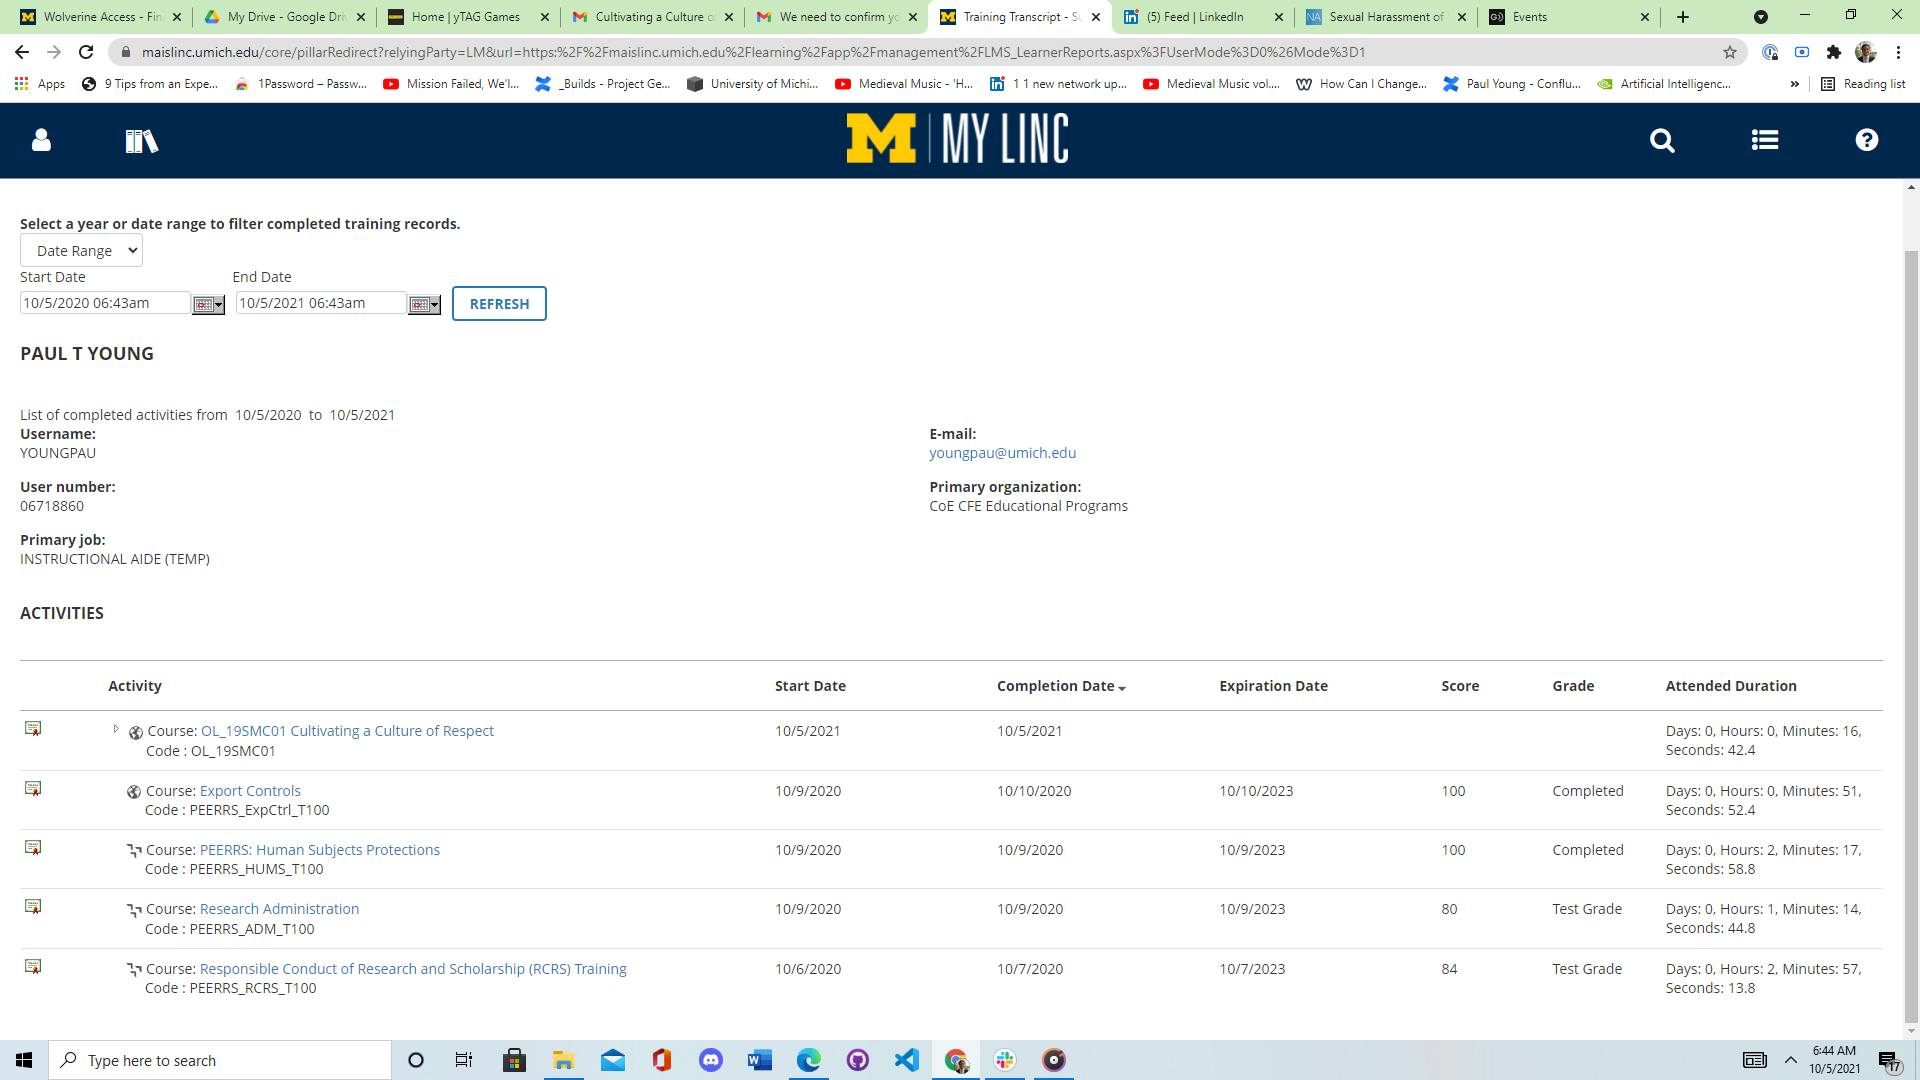 Wolverine Access - Fin
My Drive - Google Dri
Home | yTAG Games
Cultivating a Culture o
We need to confirm yo
Training Transcript - Su
(5) Feed | LinkedIn
Sexual Harassment of
Events
maislinc.umich.edu/core/pillarRedirect?relyingParty=LM&url=https:%2F%2Fmaislinc.umich.edu%2Flearning%2Fapp%2Fmanagement%2FLMS_LearnerReports.aspx%3FUserMode%3D0%26Mode%3D1
Apps
9 Tips from an Expe...
1Password – Passw...
Mission Failed, We'l...
_Builds - Project Ge...
University of Michi...
Medieval Music - 'H...
1 1 new network up...
Medieval Music vol....
How Can I Change...
Paul Young - Conflu...
Artificial Intelligenc...
»
Reading list
M | MY LINC
Select a year or date range to filter completed training records.
Date Range
Start Date End Date
10/5/2020 06:43am 10/5/2021 06:43am REFRESH
PAUL T YOUNG
List of completed activities from 10/5/2020 to 10/5/2021
Username: E-mail:
YOUNGPAU youngpau@umich.edu
User number: Primary organization:
06718860 CoE CFE Educational Programs
Primary job:
INSTRUCTIONAL AIDE (TEMP)
ACTIVITIES
Activity Start Date Completion Date Expiration Date Score Grade Attended Duration
Course: OL_19SMC01 Cultivating a Culture of Respect 10/5/2021 10/5/2021 Days: 0, Hours: 0, Minutes: 16,
Code : OL_19SMC01 Seconds: 42.4
Course: Export Controls 10/9/2020 10/10/2020 10/10/2023 100 Completed Days: 0, Hours: 0, Minutes: 51,
Code : PEERRS_ExpCtrl_T100 Seconds: 52.4
Course: PEERRS: Human Subjects Protections 10/9/2020 10/9/2020 10/9/2023 100 Completed Days: 0, Hours: 2, Minutes: 17,
Code : PEERRS_HUMS_T100 Seconds: 58.8
Course: Research Administration 10/9/2020 10/9/2020 10/9/2023 80 Test Grade Days: 0, Hours: 1, Minutes: 14,
Code : PEERRS_ADM_T100 Seconds: 44.8
Course: Responsible Conduct of Research and Scholarship (RCRS) Training 10/6/2020 10/7/2020 10/7/2023 84 Test Grade Days: 0, Hours: 2, Minutes: 57,
Code : PEERRS_RCRS_T100 Seconds: 13.8
Type here to search
6:44 AM
10/5/2021
17